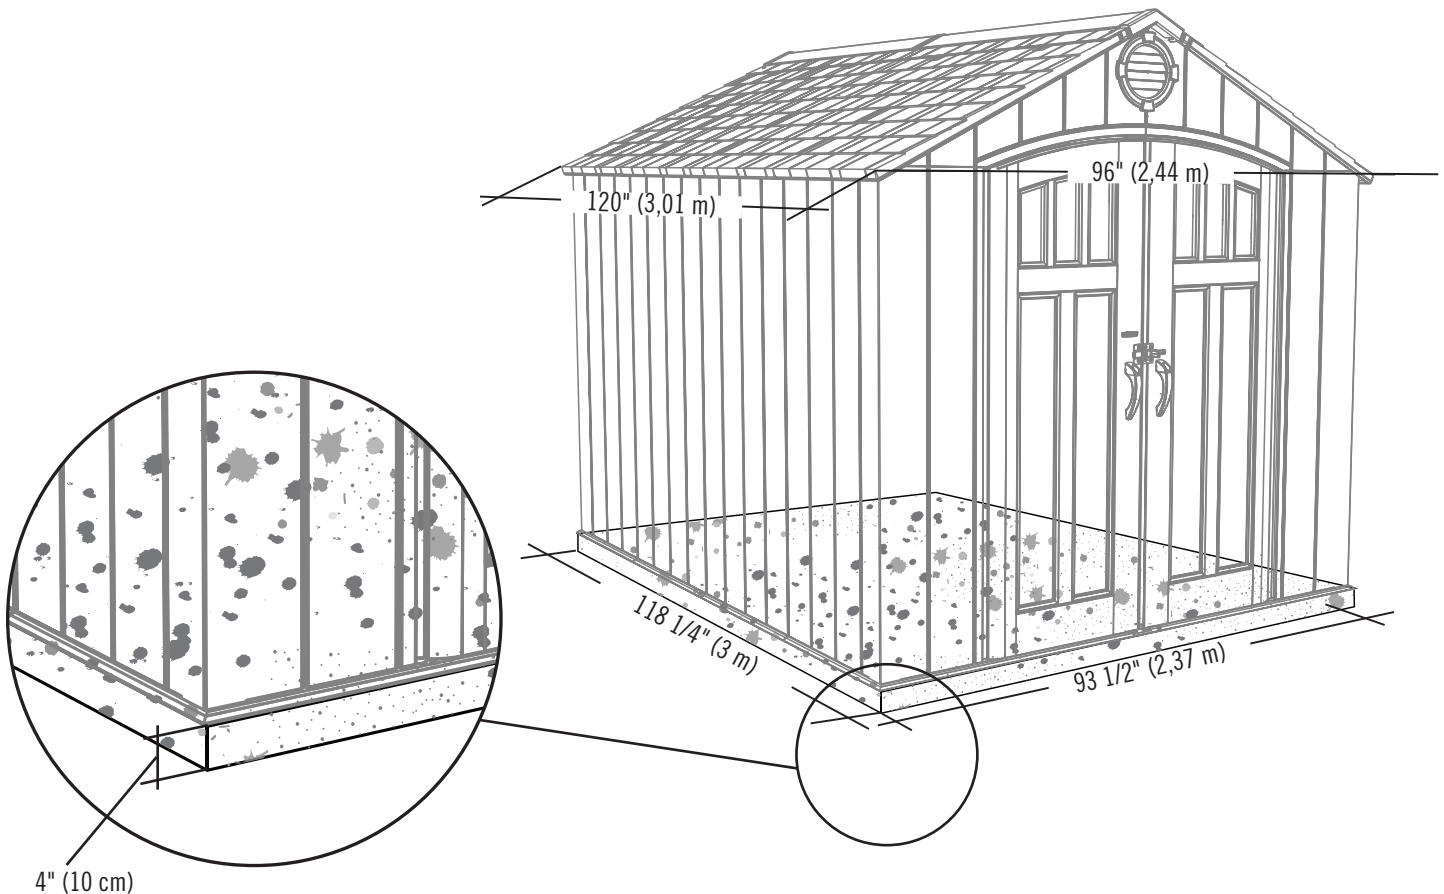 96" (2,44 m)
120" (3,01 m)
118 1/4" (3 m)
93 1/2" (2,37 m)
4" (10 cm)